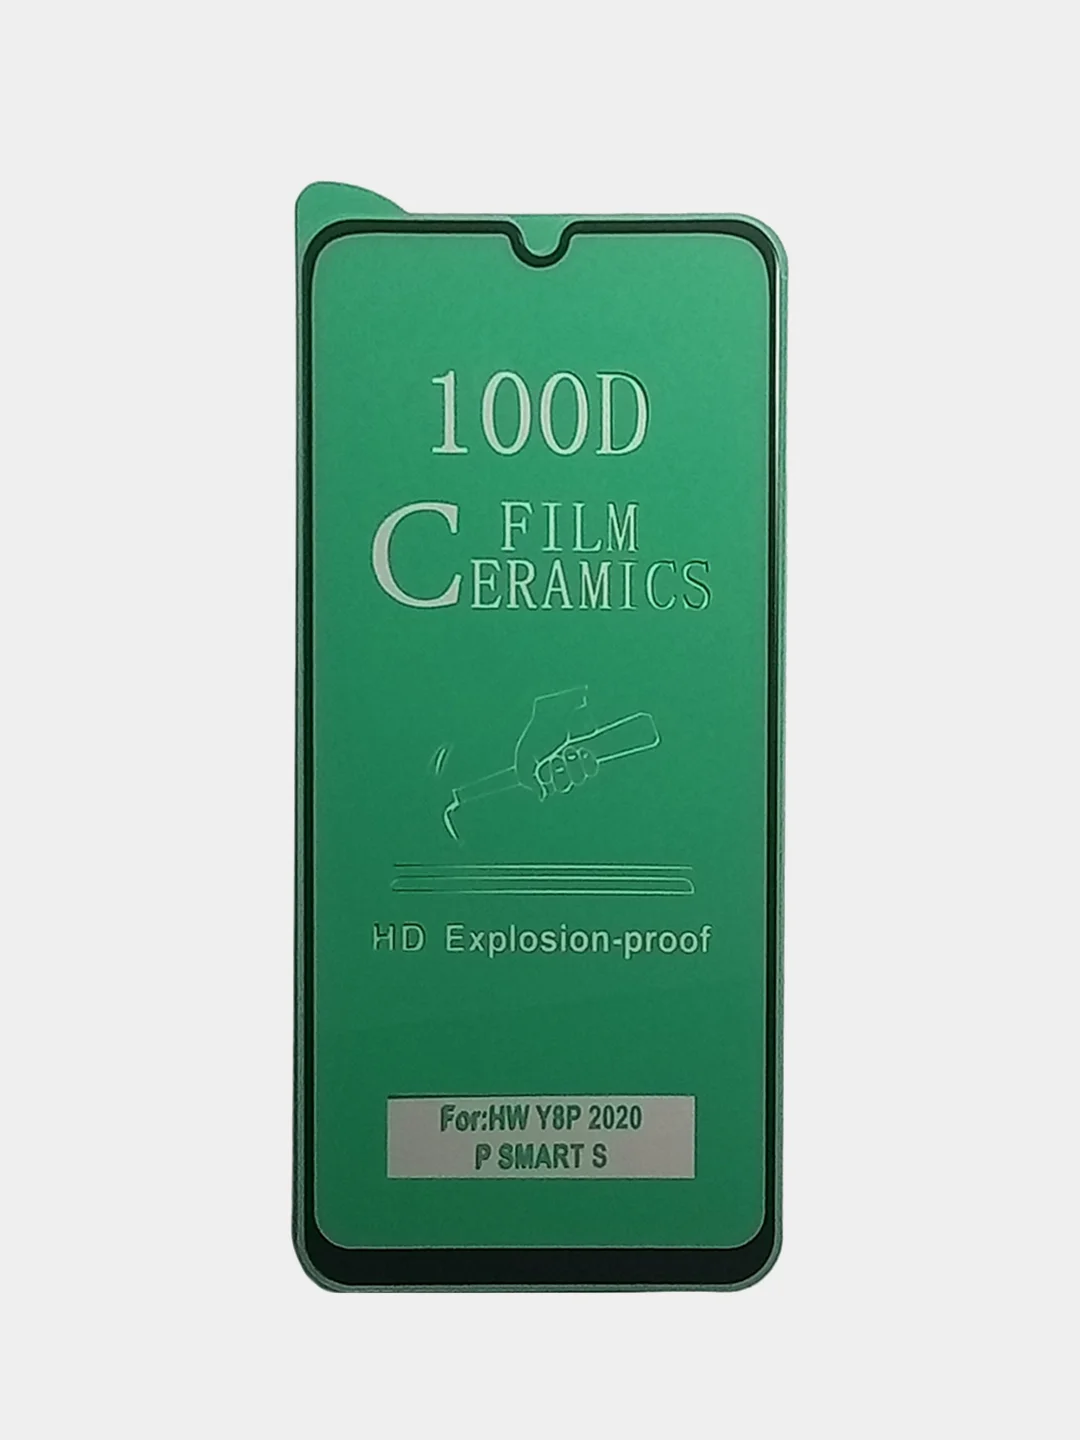 100D
FILM
CERAMICS
HD Explosion-proof
For:HW Y8P 2020
P SMART S